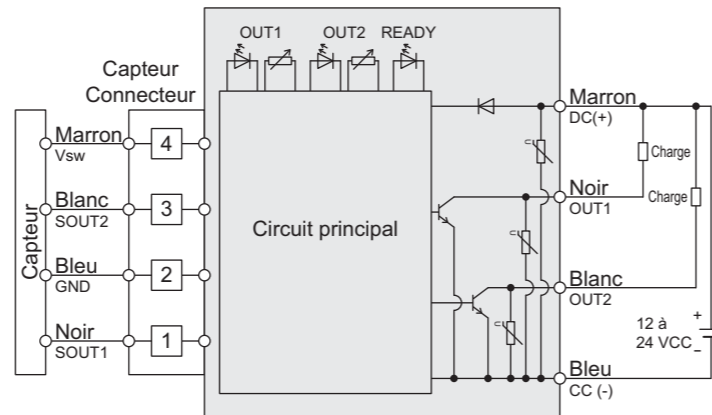 OUT1
OUT2
READY
Capteur
Connecteur
Capteur
Marron
Vsw
4
Blanc
SOUT2
3
Bleu
GND
2
Noir
SOUT1
1
Circuit principal
Marron
DC(+)
Charge
Charge
Noir
OUT1
Blanc
OUT2
12 à
24 VCC
+
−
Bleu
CC (-)